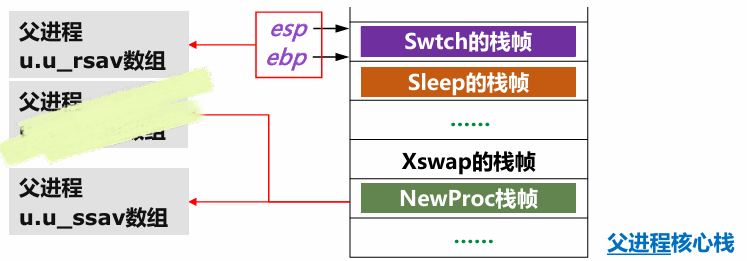 父进程
u.u_rsav数组
父进程
数组
父进程
u.u_ssav数组
esp
ebp
Swtch的栈帧
Sleep的栈帧
......
Xswap的栈帧
NewProc栈帧
......
父进程核心栈